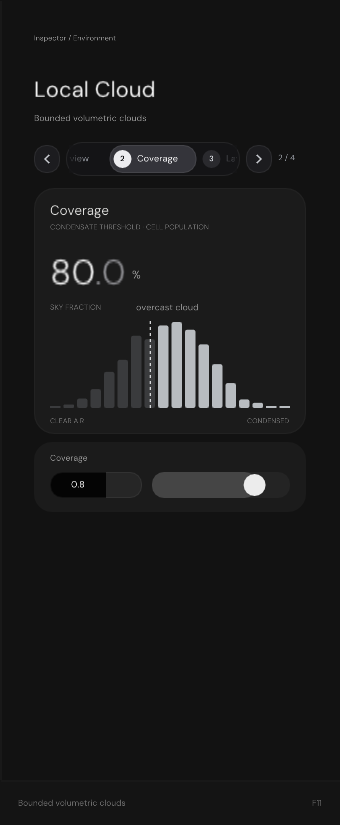 Inspector / Environment
Local Cloud
Bounded volumetric clouds
view 2 Coverage 3 La 2 / 4
Coverage
CONDENSATE THRESHOLD · CELL POPULATION
80.0 %
SKY FRACTION overcast cloud
CLEAR AIR CONDENSED
Coverage
0.8
Bounded volumetric clouds F11